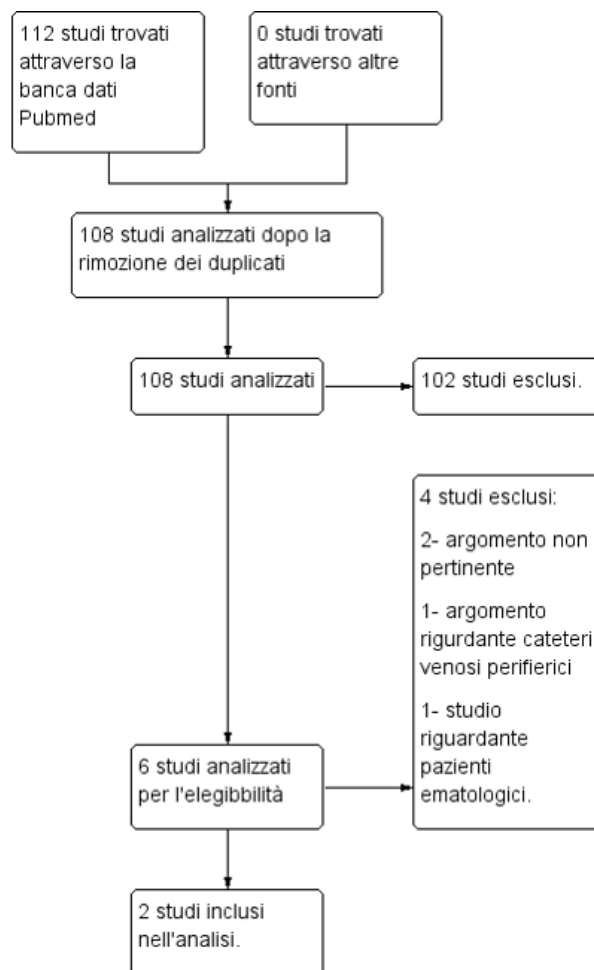 112 studi trovati
attraverso la
banca dati
Pubmed
0 studi trovati
attraverso altre
fonti
108 studi analizzati dopo la
rimozione dei duplicati
108 studi analizzati
102 studi esclusi.
4 studi esclusi:
2- argomento non
pertinente
1- argomento
rigurdante cateteri
venosi perifierici
1- studio
riguardante
pazienti
ematologici.
6 studi analizzati
per l'elegibbilità
2 studi inclusi
nell'analisi.